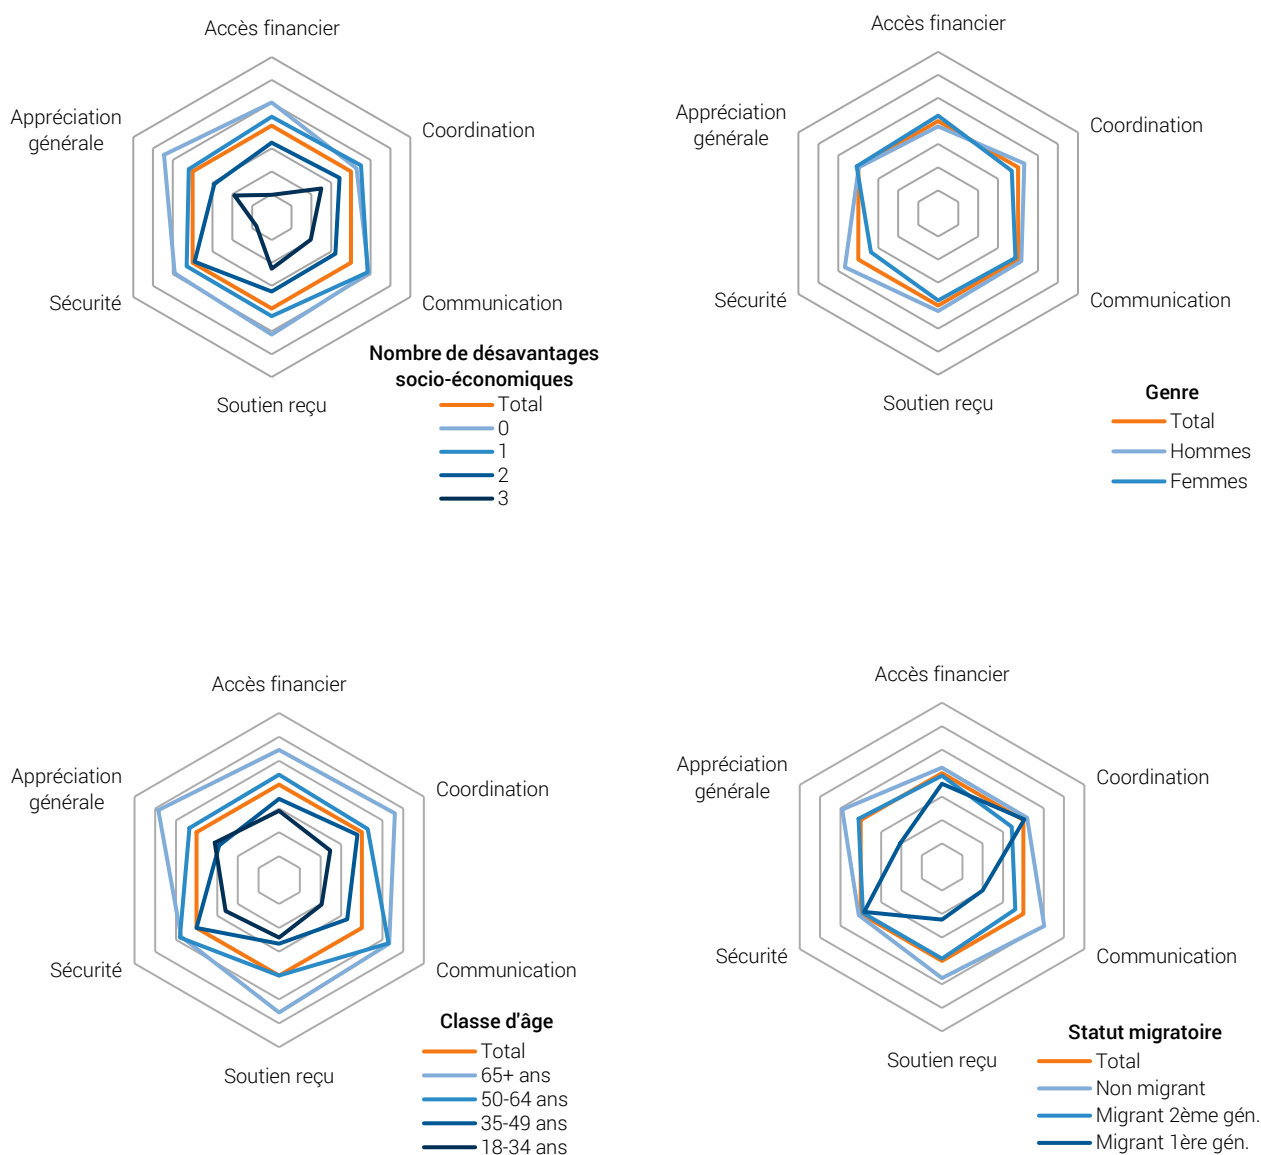 Accès financier
Appréciation
générale
Coordination
Sécurité
Communication
Soutien reçu
Nombre de désavantages
socio-économiques
Total
0
1
2
3
Accès financier
Appréciation
générale
Coordination
Sécurité
Communication
Soutien reçu
Genre
Total
Hommes
Femmes
Accès financier
Appréciation
générale
Coordination
Sécurité
Communication
Soutien reçu
Classe d'âge
Total
65+ ans
50-64 ans
35-49 ans
18-34 ans
Accès financier
Appréciation
générale
Coordination
Sécurité
Communication
Soutien reçu
Statut migratoire
Total
Non migrant
Migrant 2ème gén.
Migrant 1ère gén.